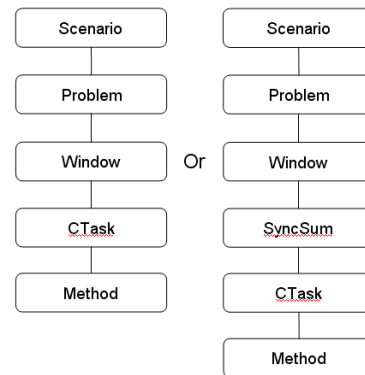 Scenario
Problem
Window
CTask
Method
Or
Scenario
Problem
Window
SyncSum
CTask
Method